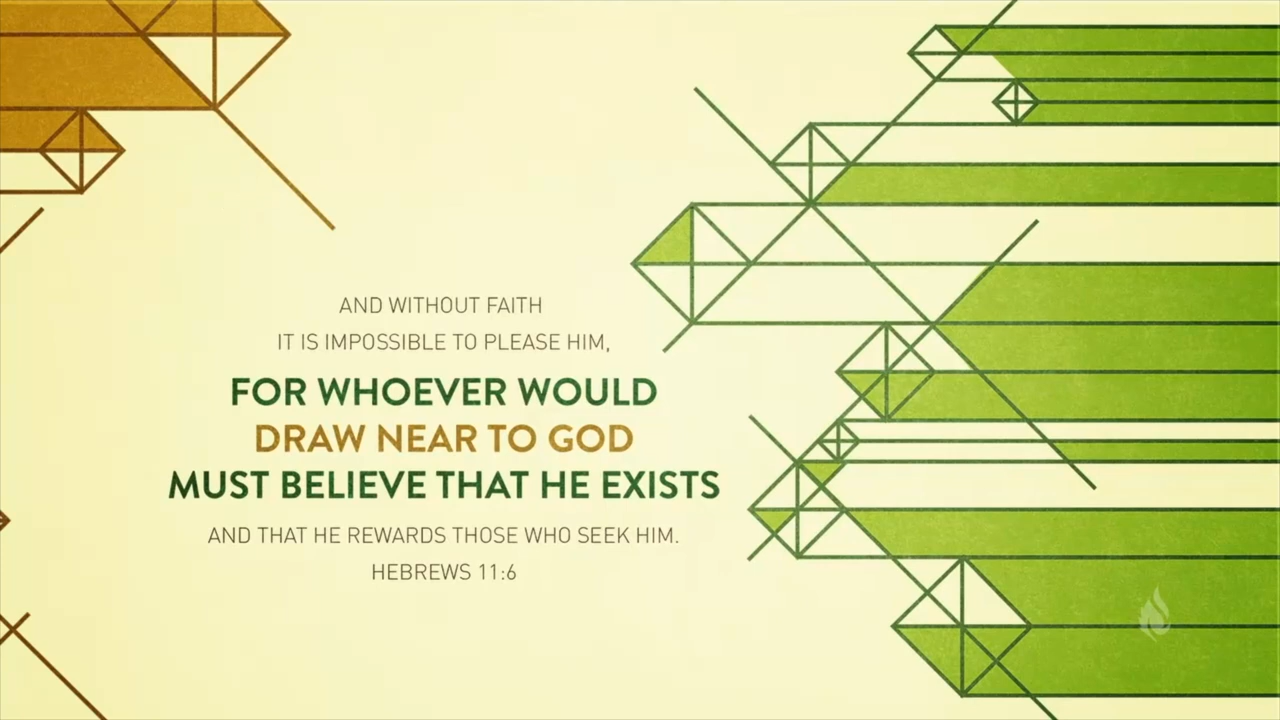 AND WITHOUT FAITH
IT IS IMPOSSIBLE TO PLEASE HIM,
FOR WHOEVER WOULD
DRAW NEAR TO GOD
MUST BELIEVE THAT HE EXISTS
AND THAT HE REWARDS THOSE WHO SEEK HIM.
HEBREWS 11:6